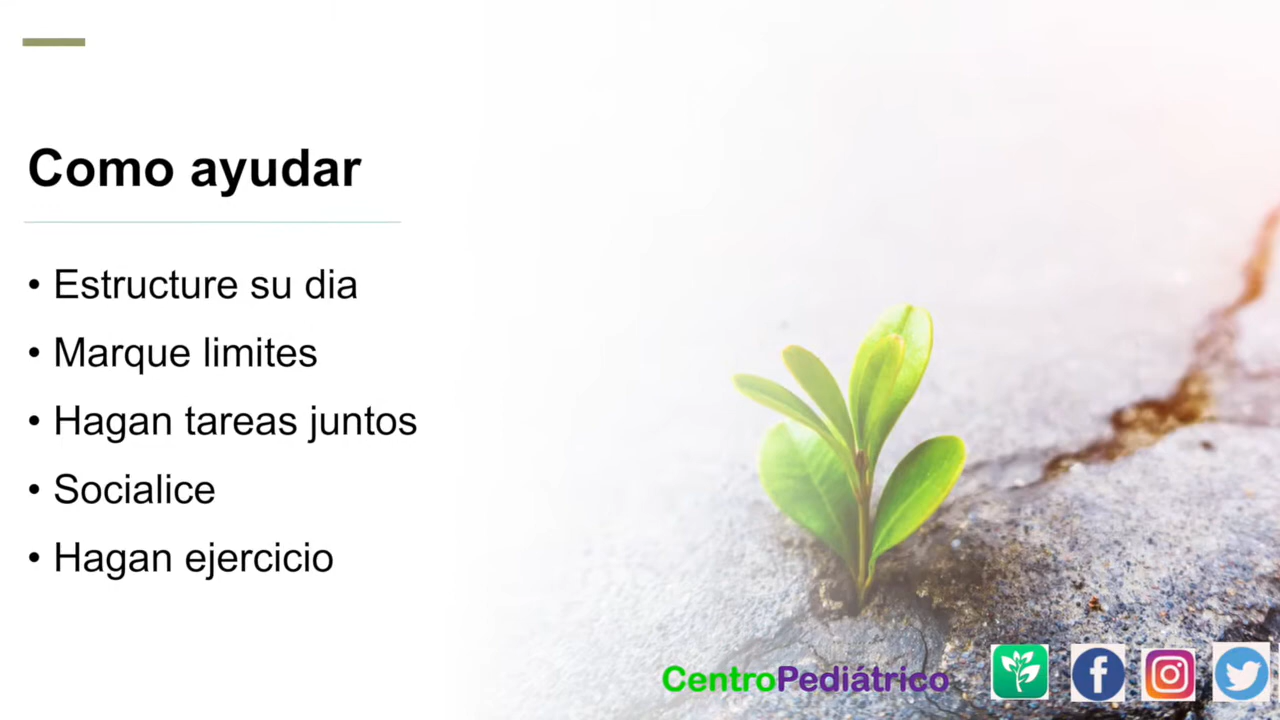 Como ayudar
• Estructure su dia
• Marque limites
• Hagan tareas juntos
• Socialice
• Hagan ejercicio
CentroPediátrico